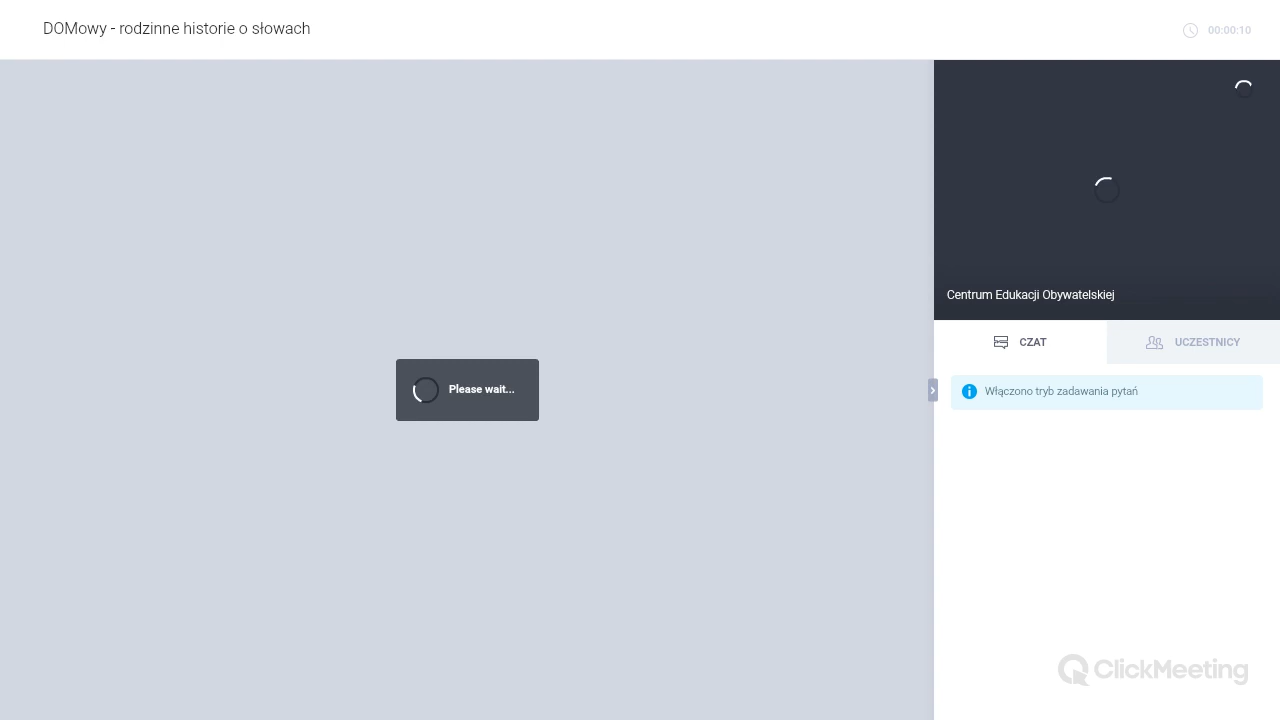 DOMowy - rodzinne historie o słowach
00:00:10
Centrum Edukacji Obywatelskiej
CZAT
UCZESTNICY
Włączono tryb zadawania pytań
Please wait...
ClickMeeting